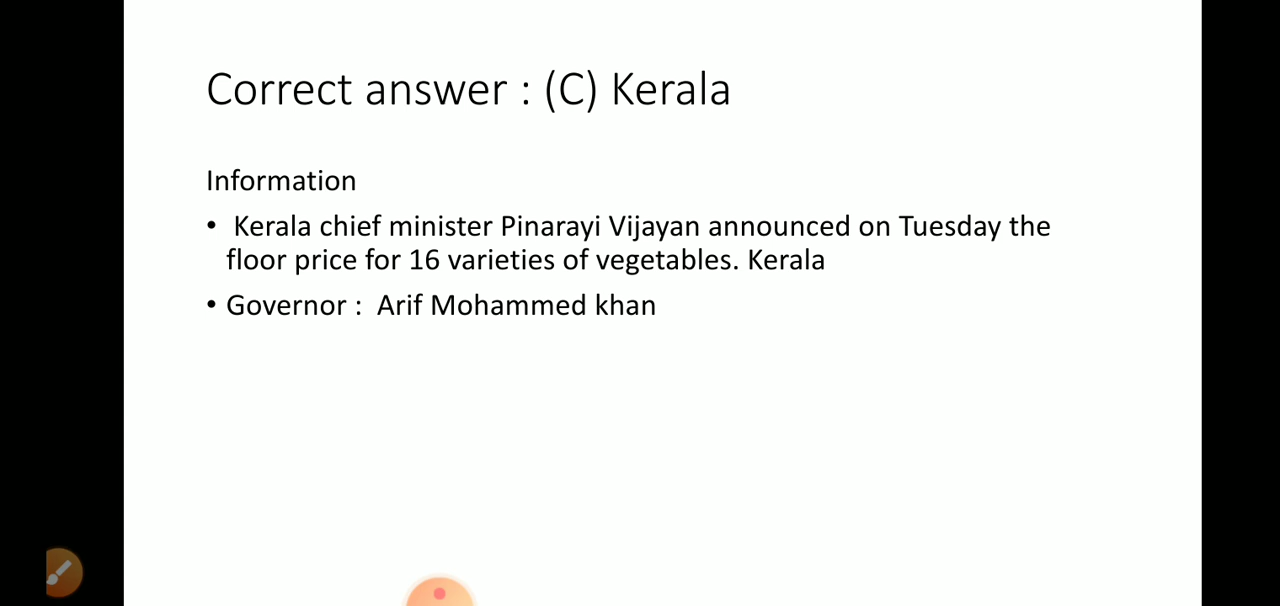 Correct answer : (C) Kerala
Information
• Kerala chief minister Pinarayi Vijayan announced on Tuesday the
floor price for 16 varieties of vegetables. Kerala
• Governor : Arif Mohammed khan